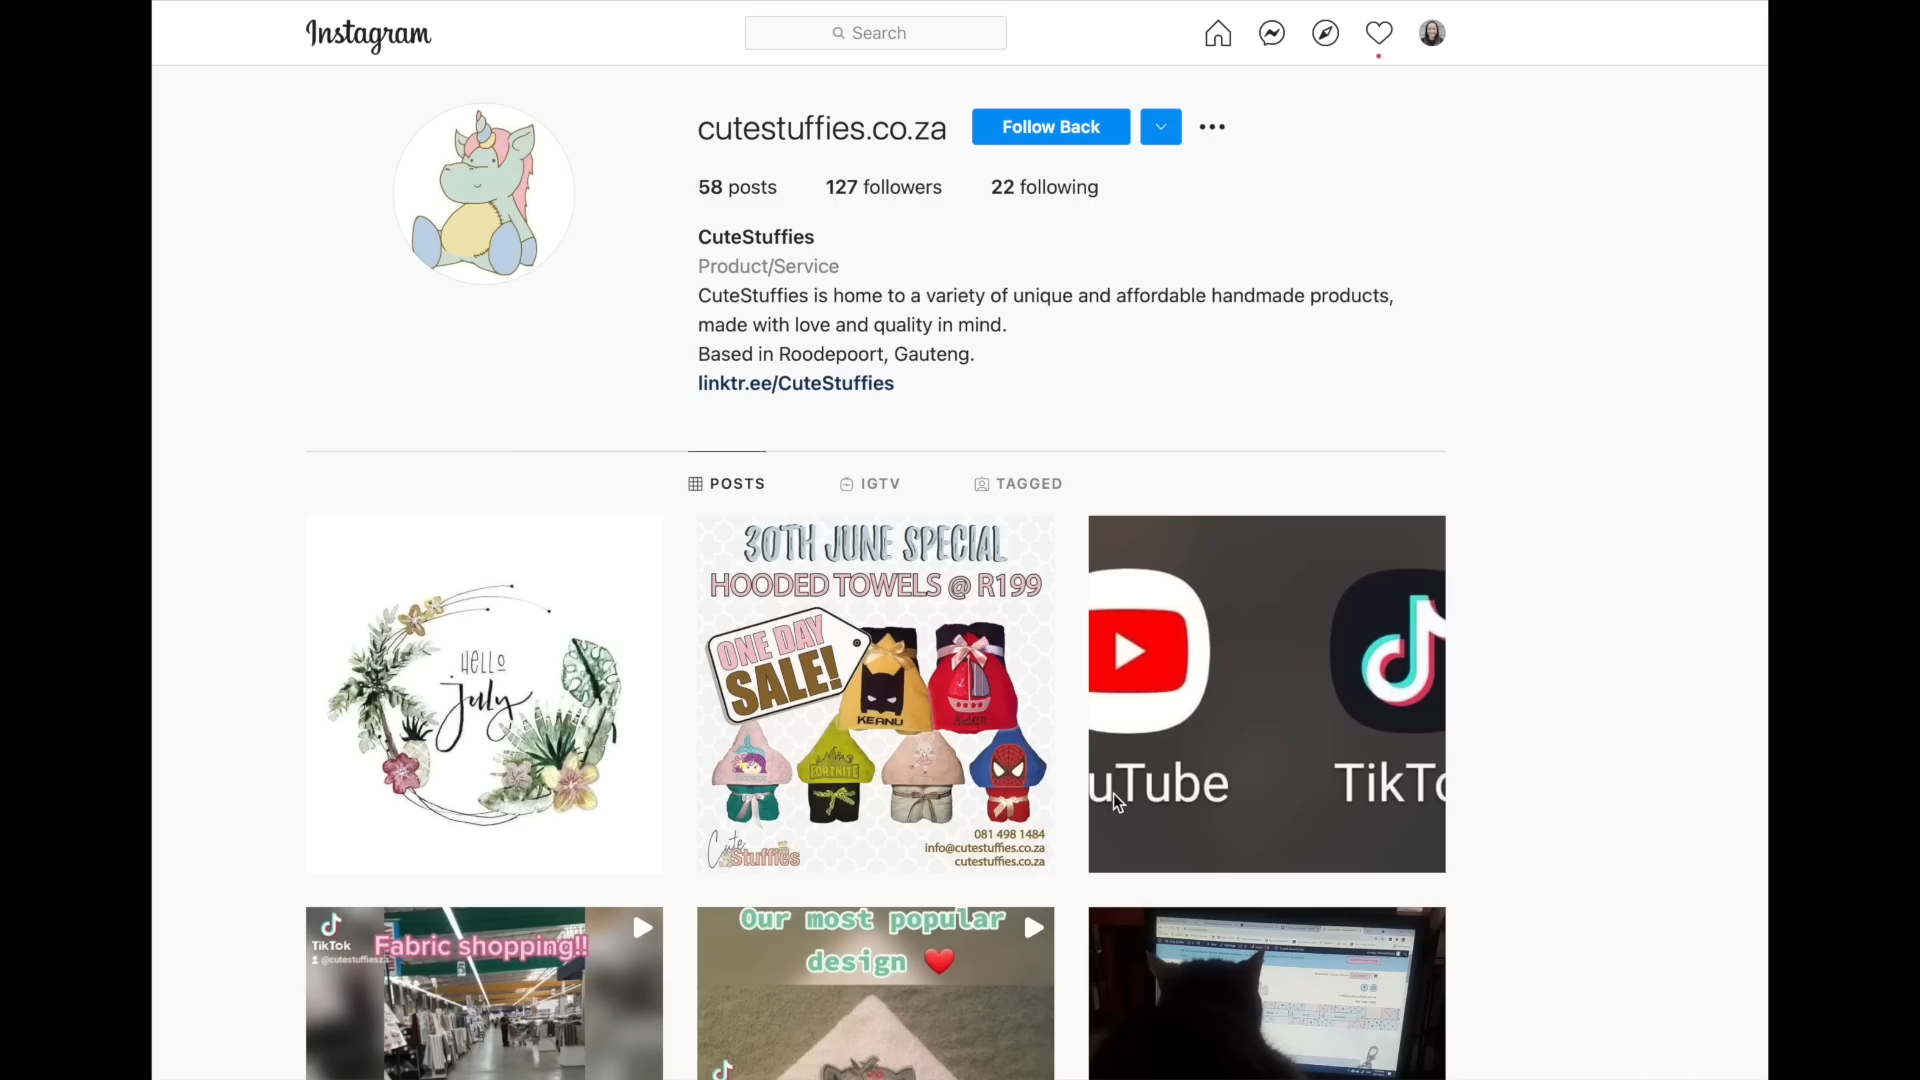 Instagram
Search
cutestuffies.co.za
Follow Back
58 posts
127 followers
22 following
CuteStuffies
Product/Service
CuteStuffies is home to a variety of unique and affordable handmade products,
made with love and quality in mind.
Based in Roodepoort, Gauteng.
linktr.ee/CuteStuffies
POSTS
IGTV
TAGGED
HELLO
July
30TH JUNE SPECIAL
HOODED TOWELS @ R199
ONE DAY
SALE!
KEANU
Aiden
FORTNITE
Cute
Stuffies
081 498 1484
info@cutestuffies.co.za
cutestuffies.co.za
uTube
TikTo
TikTok
@cutestuffiesza
Fabric shopping!!
Our most popular
design